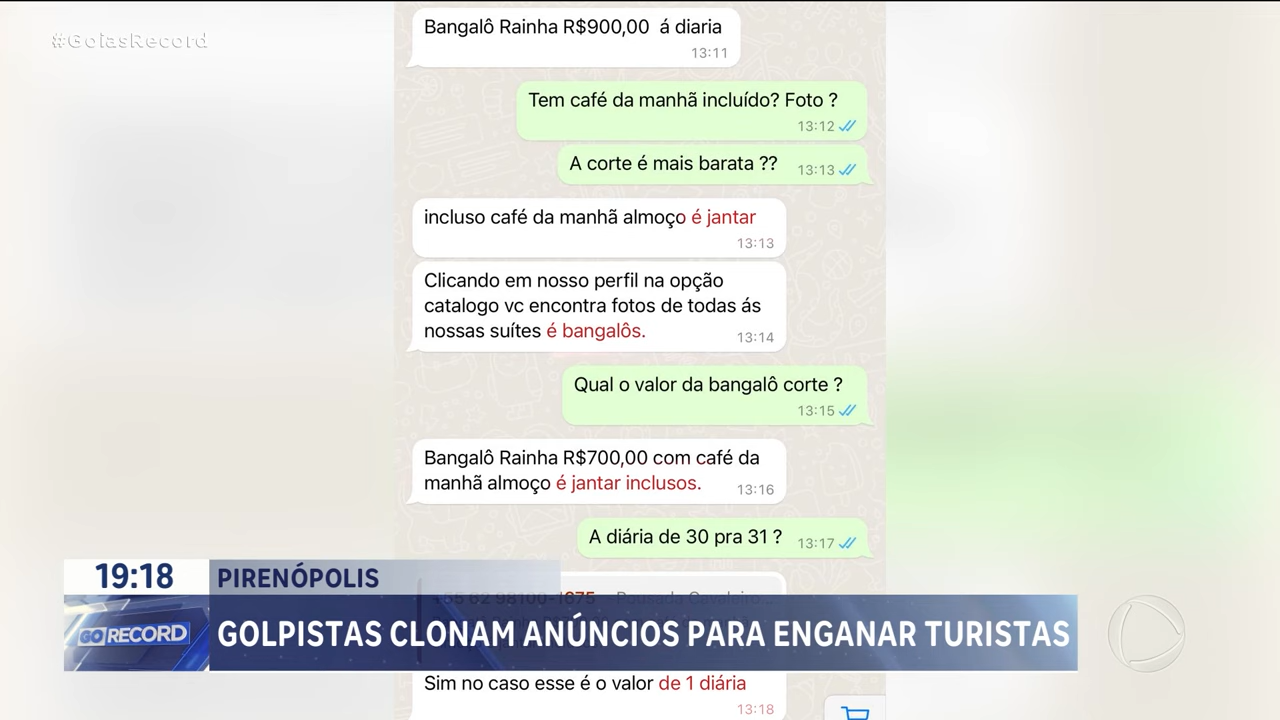 #GoiásRecord
Bangalô Rainha R$900,00 á diaria
13:11
Tem café da manhã incluído? Foto ?
13:12
A corte é mais barata ??
13:13
incluso café da manhã almoço é jantar
13:13
Clicando em nosso perfil na opção
catalogo vc encontra fotos de todas ás
nossas suítes é bangalôs.
13:14
Qual o valor da bangalô corte ?
13:15
Bangalô Rainha R$700,00 com café da
manhã almoço é jantar inclusos.
13:16
A diária de 30 pra 31 ?
13:17
Pousada Cavaleiro...
19:18
PIRENÓPOLIS
GO RECORD
GOLPISTAS CLONAM ANÚNCIOS PARA ENGANAR TURISTAS
Sim no caso esse é o valor de 1 diária
13:18